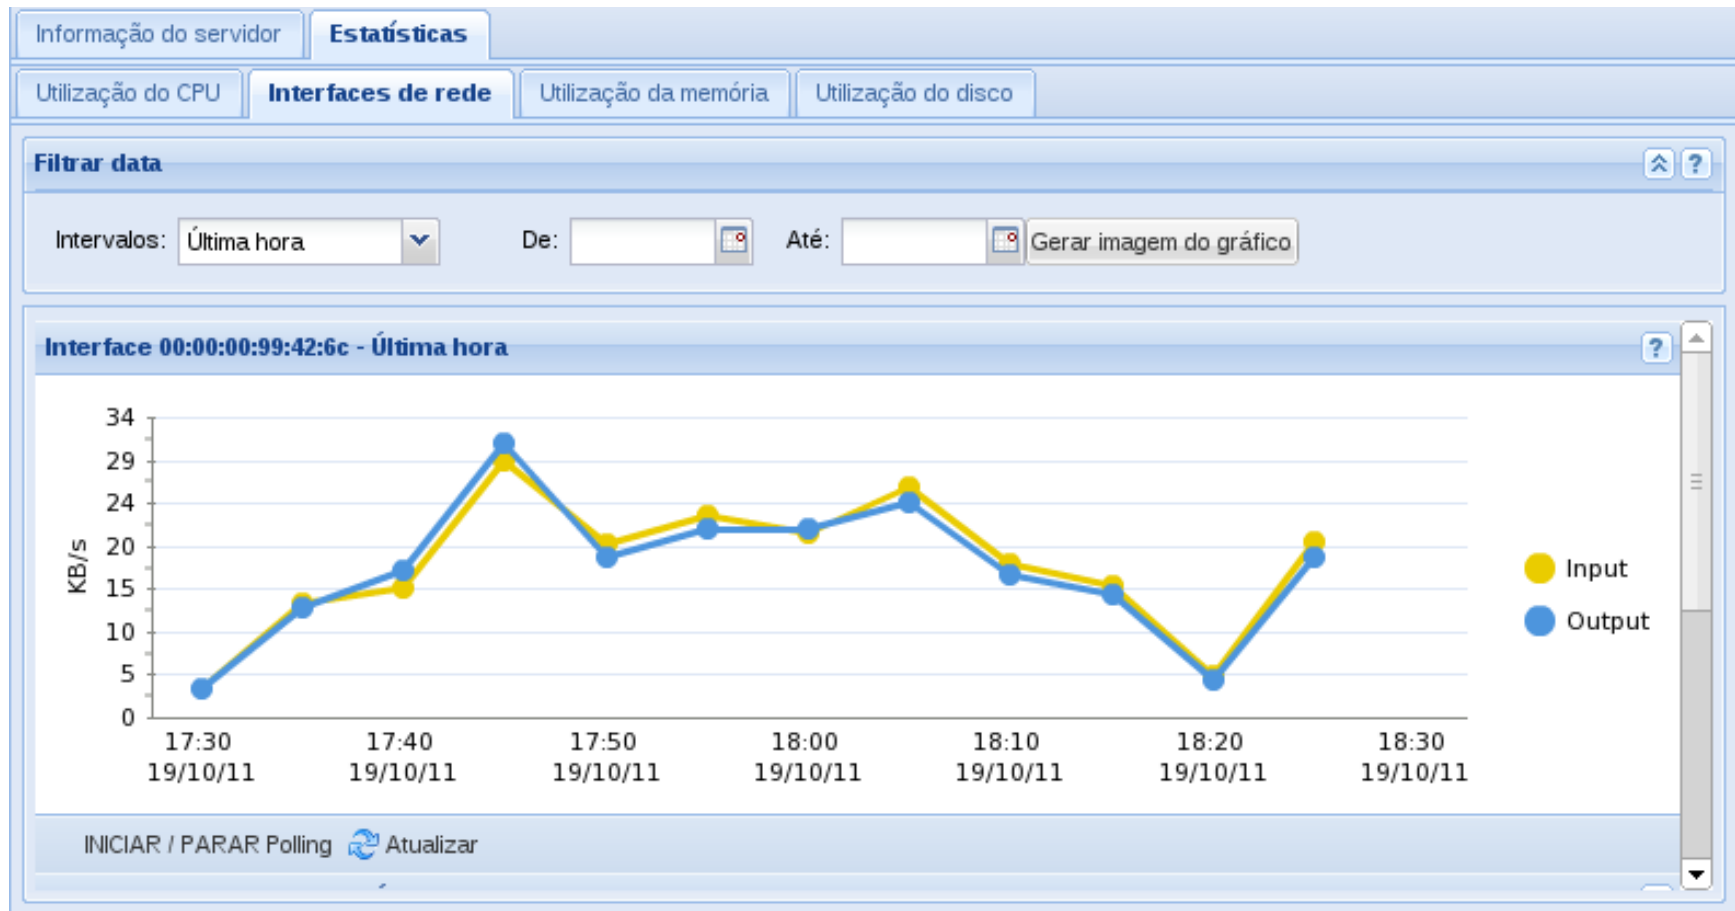 Informação do servidor Estatísticas
Utilização do CPU Interfaces de rede Utilização da memória Utilização do disco
Filtrar data ?
Intervalos: Última hora De: Até: Gerar imagem do gráfico
Interface 00:00:00:99:42:6c - Última hora ?
34
29
24
20
15
10
5
0
KB/s
Input
Output
17:30 17:40 17:50 18:00 18:10 18:20 18:30
19/10/11 19/10/11 19/10/11 19/10/11 19/10/11 19/10/11 19/10/11
INICIAR / PARAR Polling Atualizar